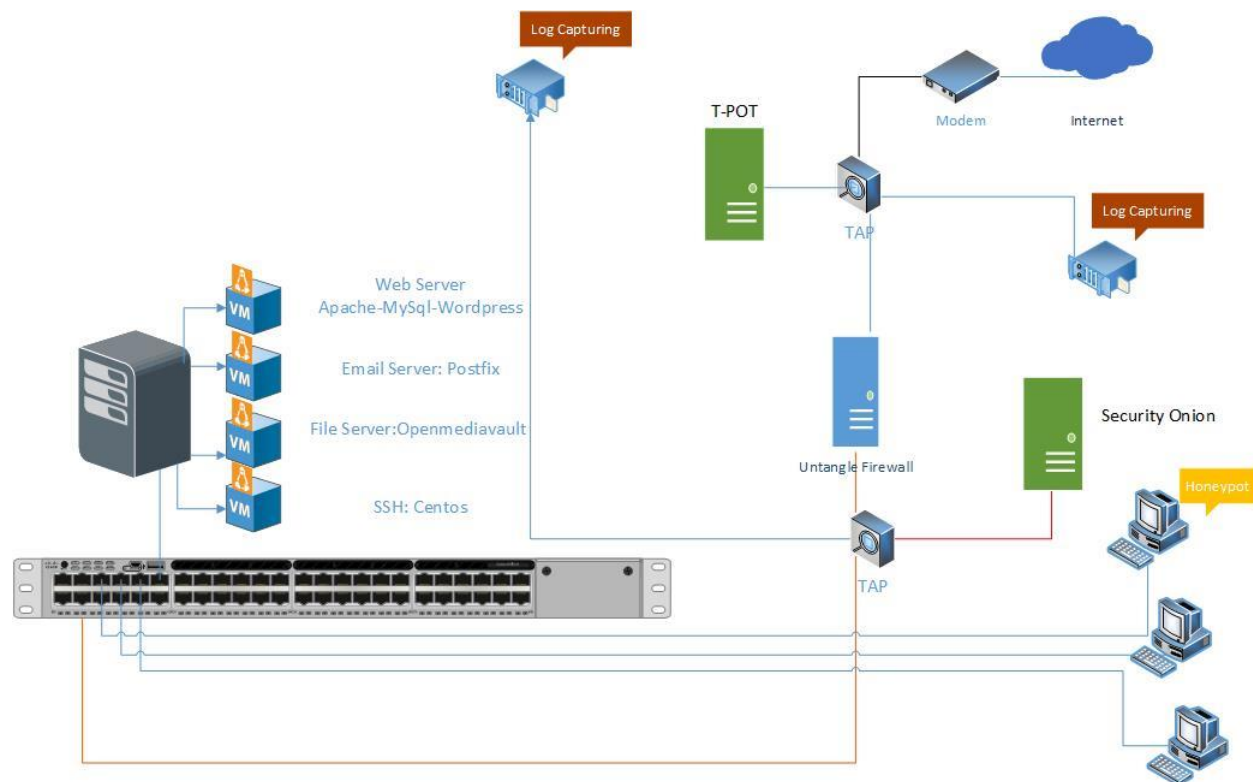 Log Capturing
T-POT
Modem
Internet
TAP
Log Capturing
Web Server
Apache-MySql-Wordpress
VM
Email Server: Postfix
VM
File Server:Openmediavault
VM
SSH: Centos
VM
Untangle Firewall
Security Onion
Honeypot
TAP